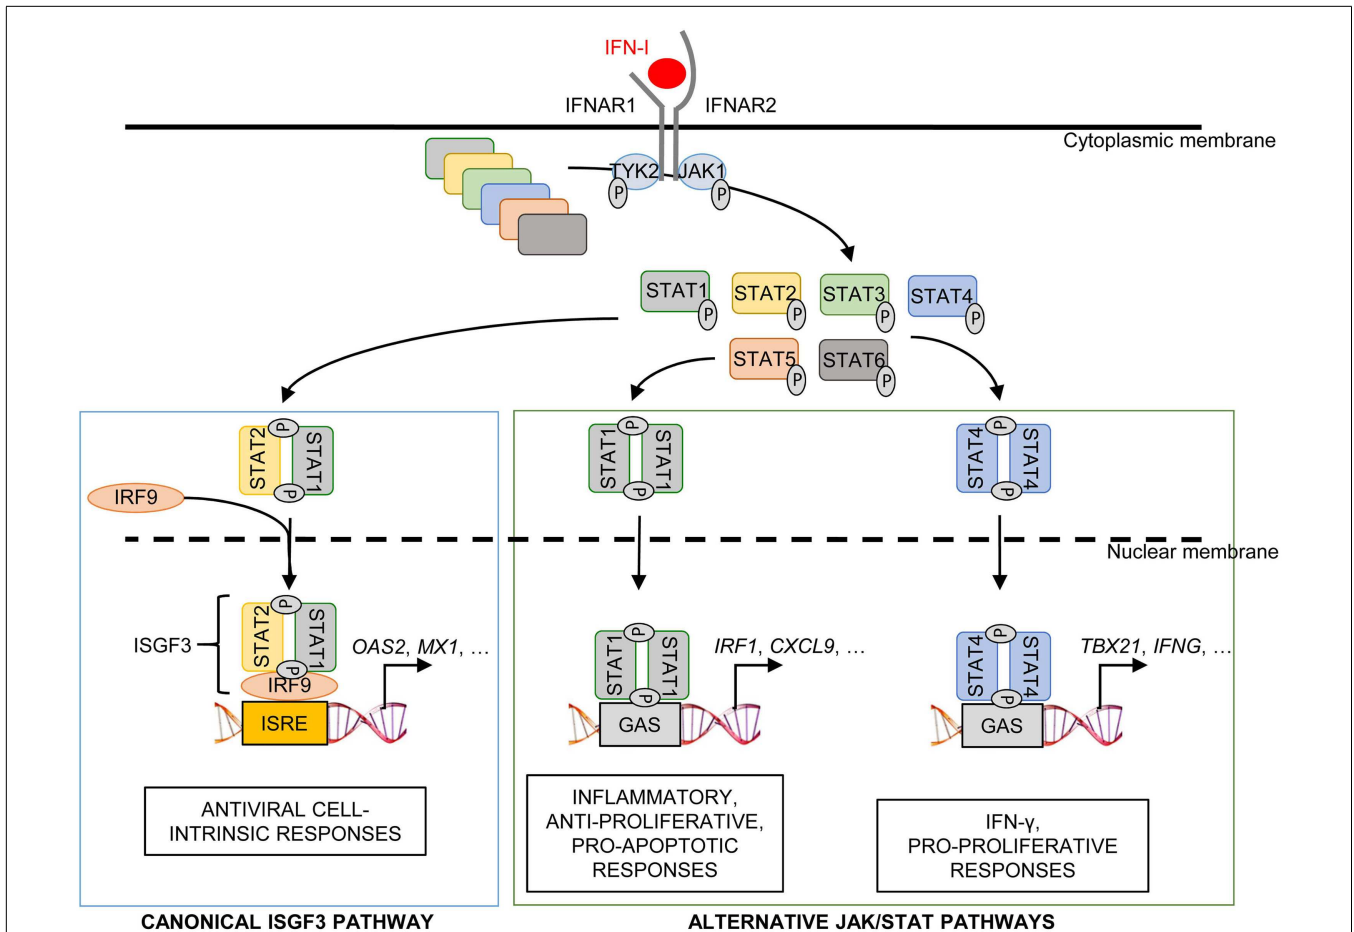 IFN-I
IFNAR1
IFNAR2
Cytoplasmic membrane
TYK2
JAK1
P
P
STAT1
P
STAT2
P
STAT3
P
STAT4
P
STAT5
P
STAT6
P
STAT2
P
P
STAT1
STAT1
P
P
STAT1
STAT4
P
P
STAT4
IRF9
Nuclear membrane
ISGF3
STAT2
P
P
STAT1
IRF9
ISRE
OAS2, MX1, …
STAT1
P
P
STAT1
GAS
IRF1, CXCL9, …
STAT4
P
P
STAT4
GAS
TBX21, IFNG, …
ANTIVIRAL CELL-
INTRINSIC RESPONSES
INFLAMMATORY,
ANTI-PROLIFERATIVE,
PRO-APOPTOTIC
RESPONSES
IFN-γ,
PRO-PROLIFERATIVE
RESPONSES
CANONICAL ISGF3 PATHWAY
ALTERNATIVE JAK/STAT PATHWAYS